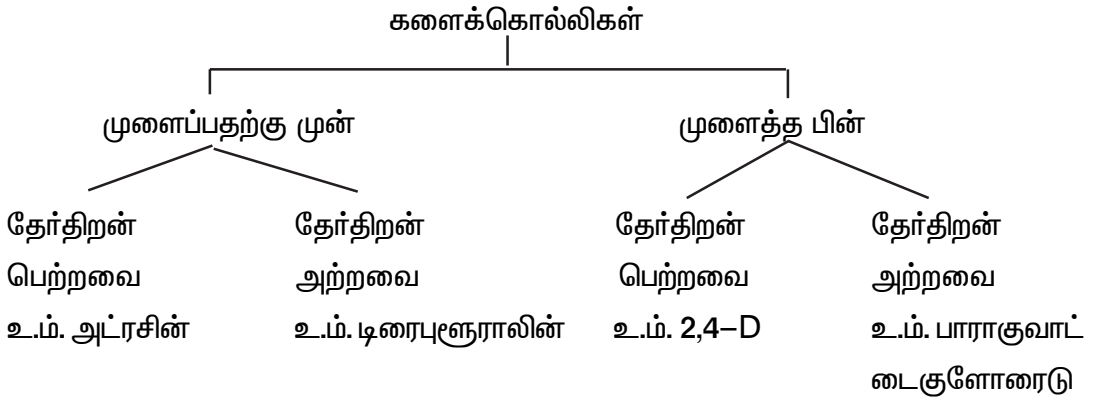 களைக்கொல்லிகள்
முளைப்பதற்கு முன்
முளைத்த பின்
தேர்திறன்
பெற்றவை
உ.ம். அட்ரசின்
தேர்திறன்
அற்றவை
உ.ம். டிரைபுளூராலின்
தேர்திறன்
பெற்றவை
உ.ம். 2,4–D
தேர்திறன்
அற்றவை
உ.ம். பாராகுவாட்
டைகுளோரைடு